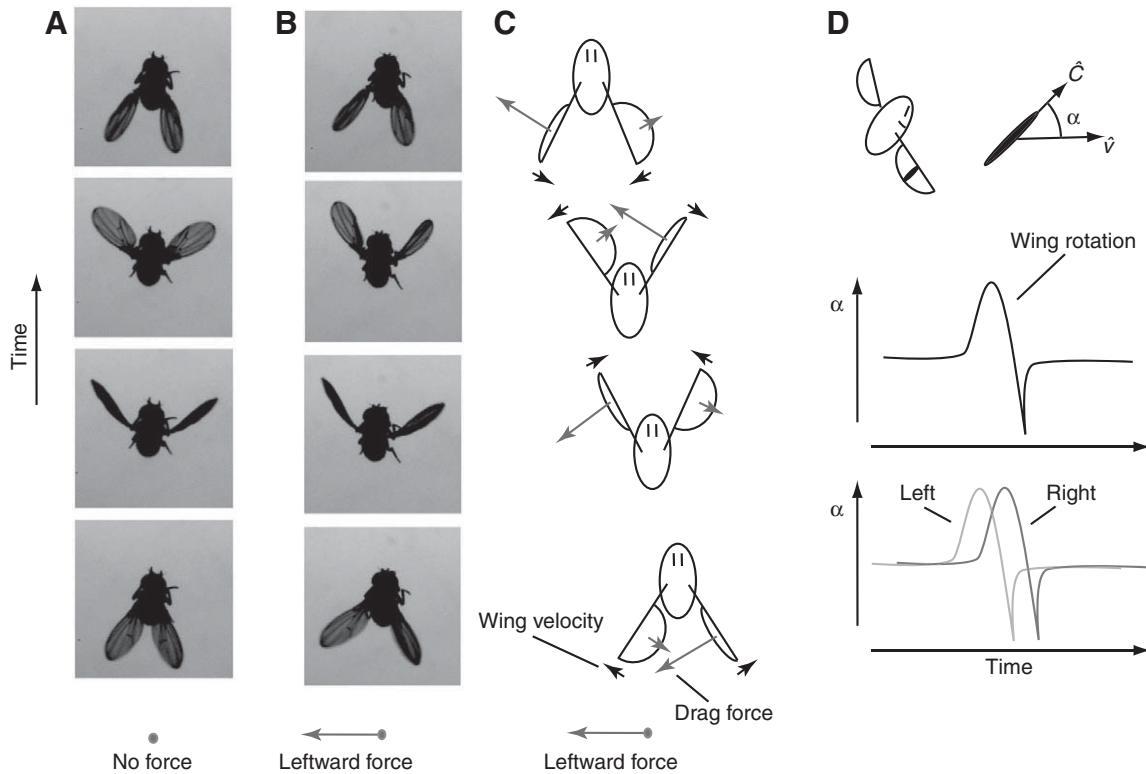 A
B
C
D
Ĉ
α
v̂
Wing rotation
α
Time
Left
Right
α
Wing velocity
Drag force
Time
No force
Leftward force
Leftward force